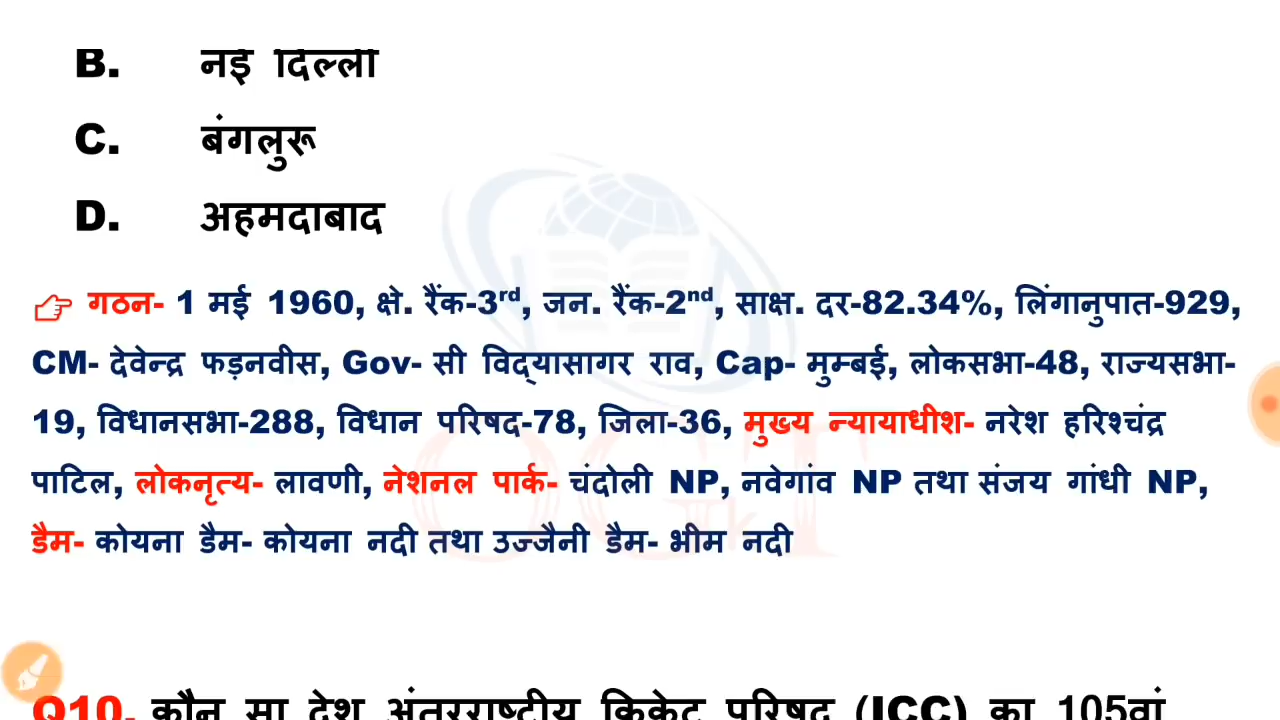 B. नई दिल्ली
C. बंगलुरू
D. अहमदाबाद
गठन- 1 मई 1960, क्षे. रैंक-3rd, जन. रैंक-2nd, साक्ष. दर-82.34%, लिंगानुपात-929,
CM- देवेन्द्र फड़नवीस, Gov- सी विद्यासागर राव, Cap- मुम्बई, लोकसभा-48, राज्यसभा-
19, विधानसभा-288, विधान परिषद-78, जिला-36, मुख्य न्यायाधीश- नरेश हरिश्चंद्र
पाटिल, लोकनृत्य- लावणी, नेशनल पार्क- चंदोली NP, नवेगांव NP तथा संजय गांधी NP,
डैम- कोयना डैम- कोयना नदी तथा उज्जैनी डैम- भीम नदी
Q10. कौन सा देश अंतरराष्ट्रीय क्रिकेट परिषद (ICC) का 105वां